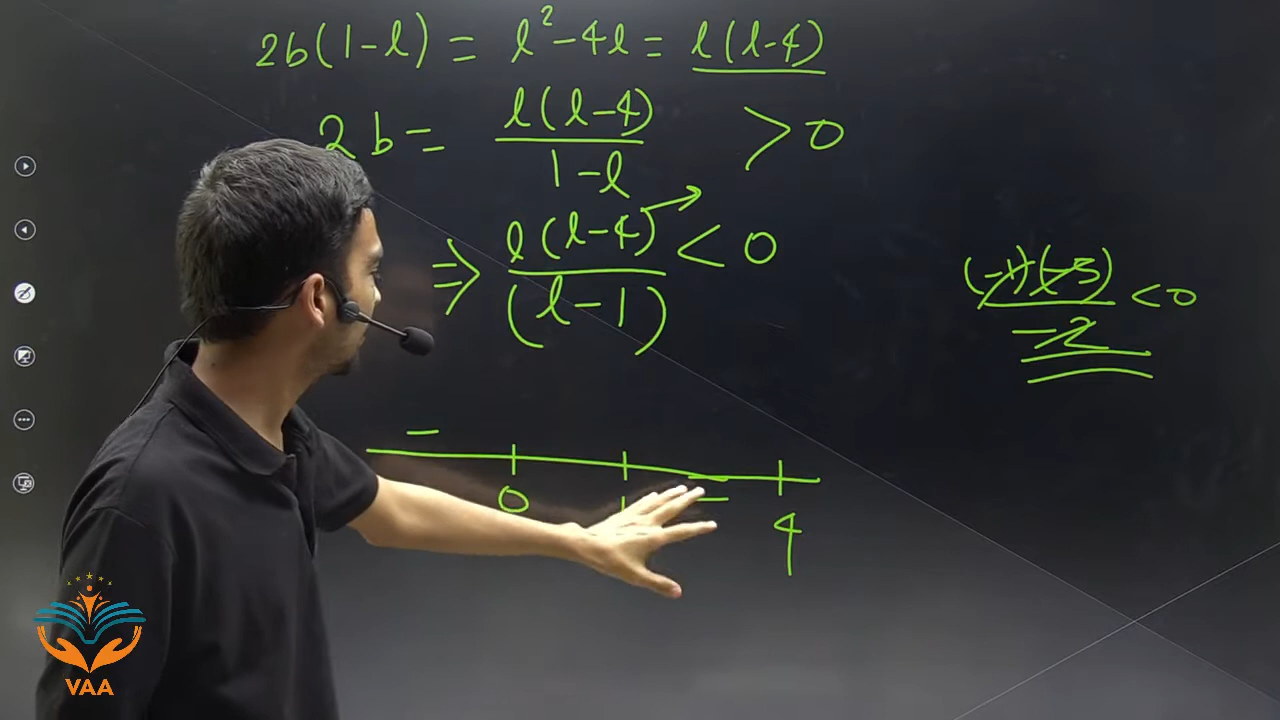 2b(1-l) = l²-4l = l(l-4)
2b = l(l-4) / 1-l > 0
⇒ l(l-4) / (l-1) < 0
(-1)(-3) / -2 < 0
−
0 1 − 4
VAA